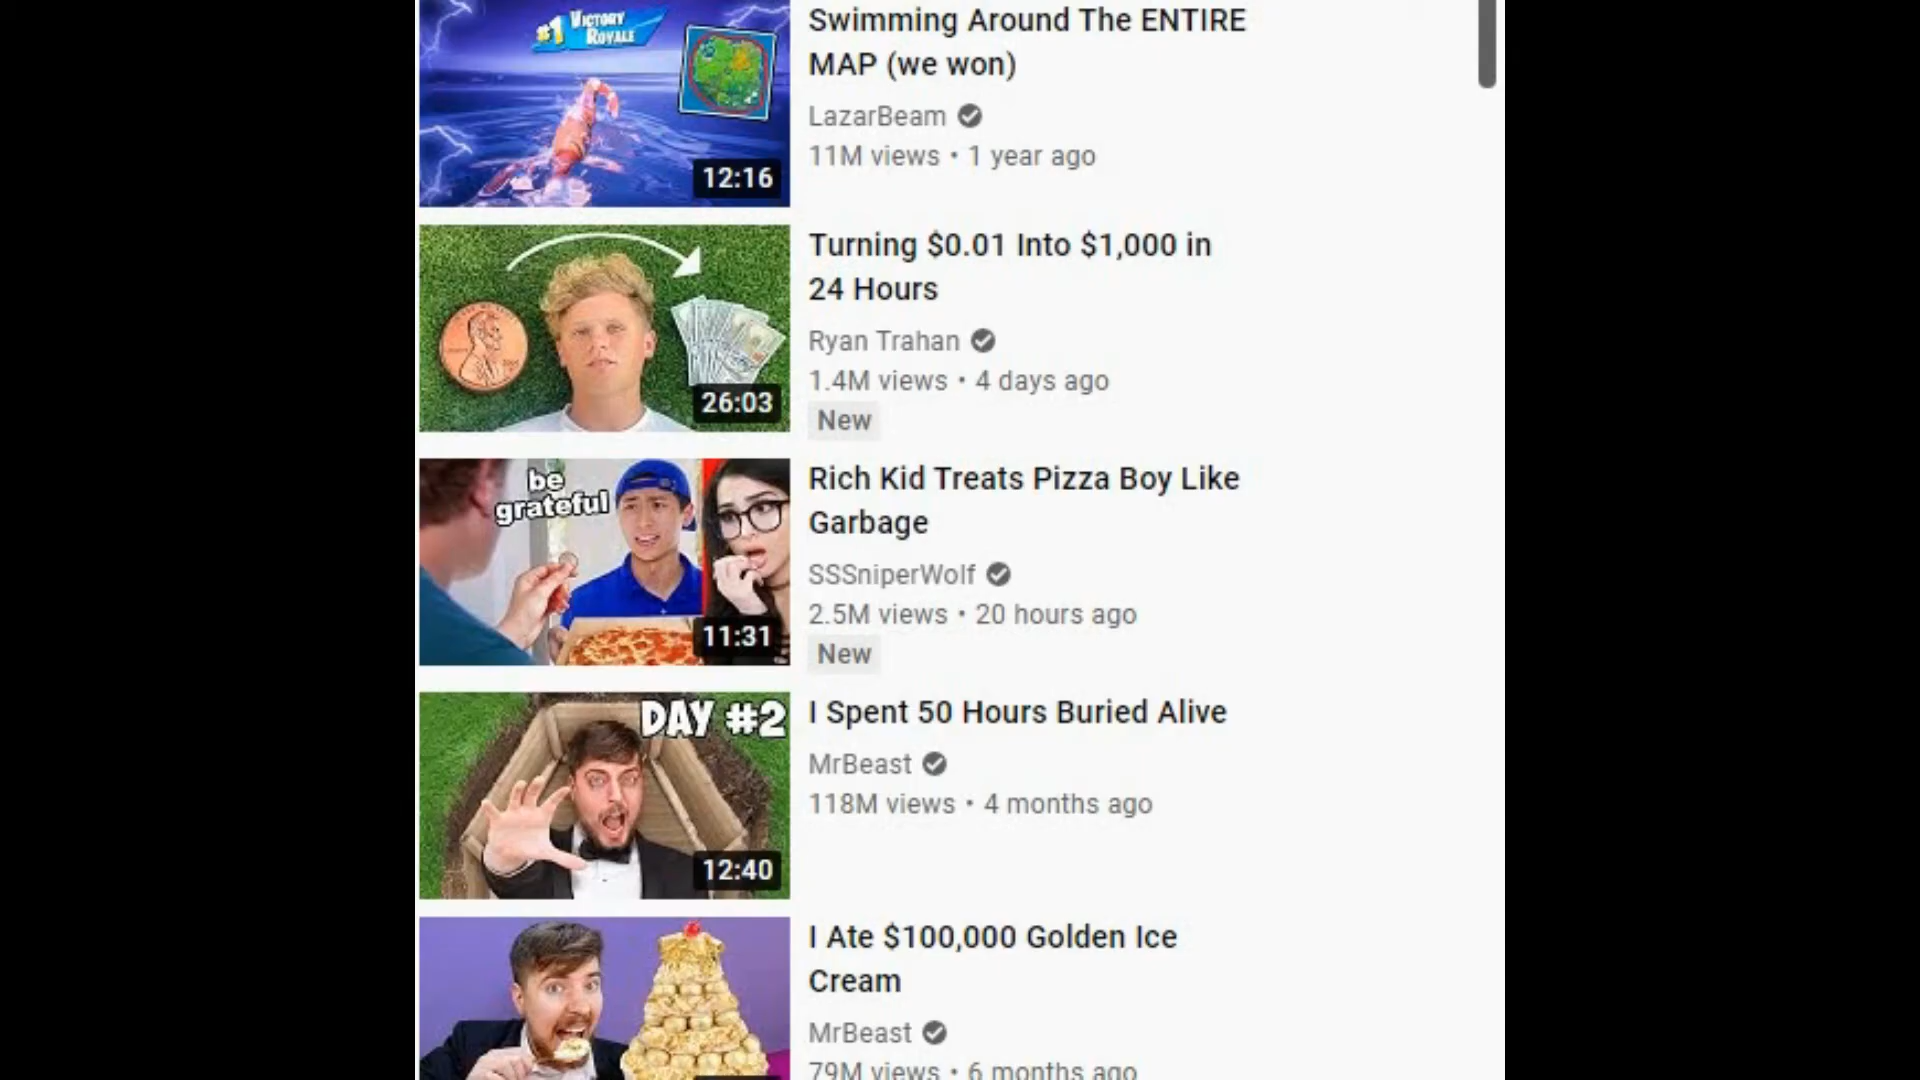 #1 VICTORY
ROYALE
12:16
Swimming Around The ENTIRE
MAP (we won)
LazarBeam
11M views • 1 year ago
26:03
Turning $0.01 Into $1,000 in
24 Hours
Ryan Trahan
1.4M views • 4 days ago
New
be
grateful
11:31
Rich Kid Treats Pizza Boy Like
Garbage
SSSniperWolf
2.5M views • 20 hours ago
New
DAY #2
12:40
I Spent 50 Hours Buried Alive
MrBeast
118M views • 4 months ago
I Ate $100,000 Golden Ice
Cream
MrBeast
79M views • 6 months ago